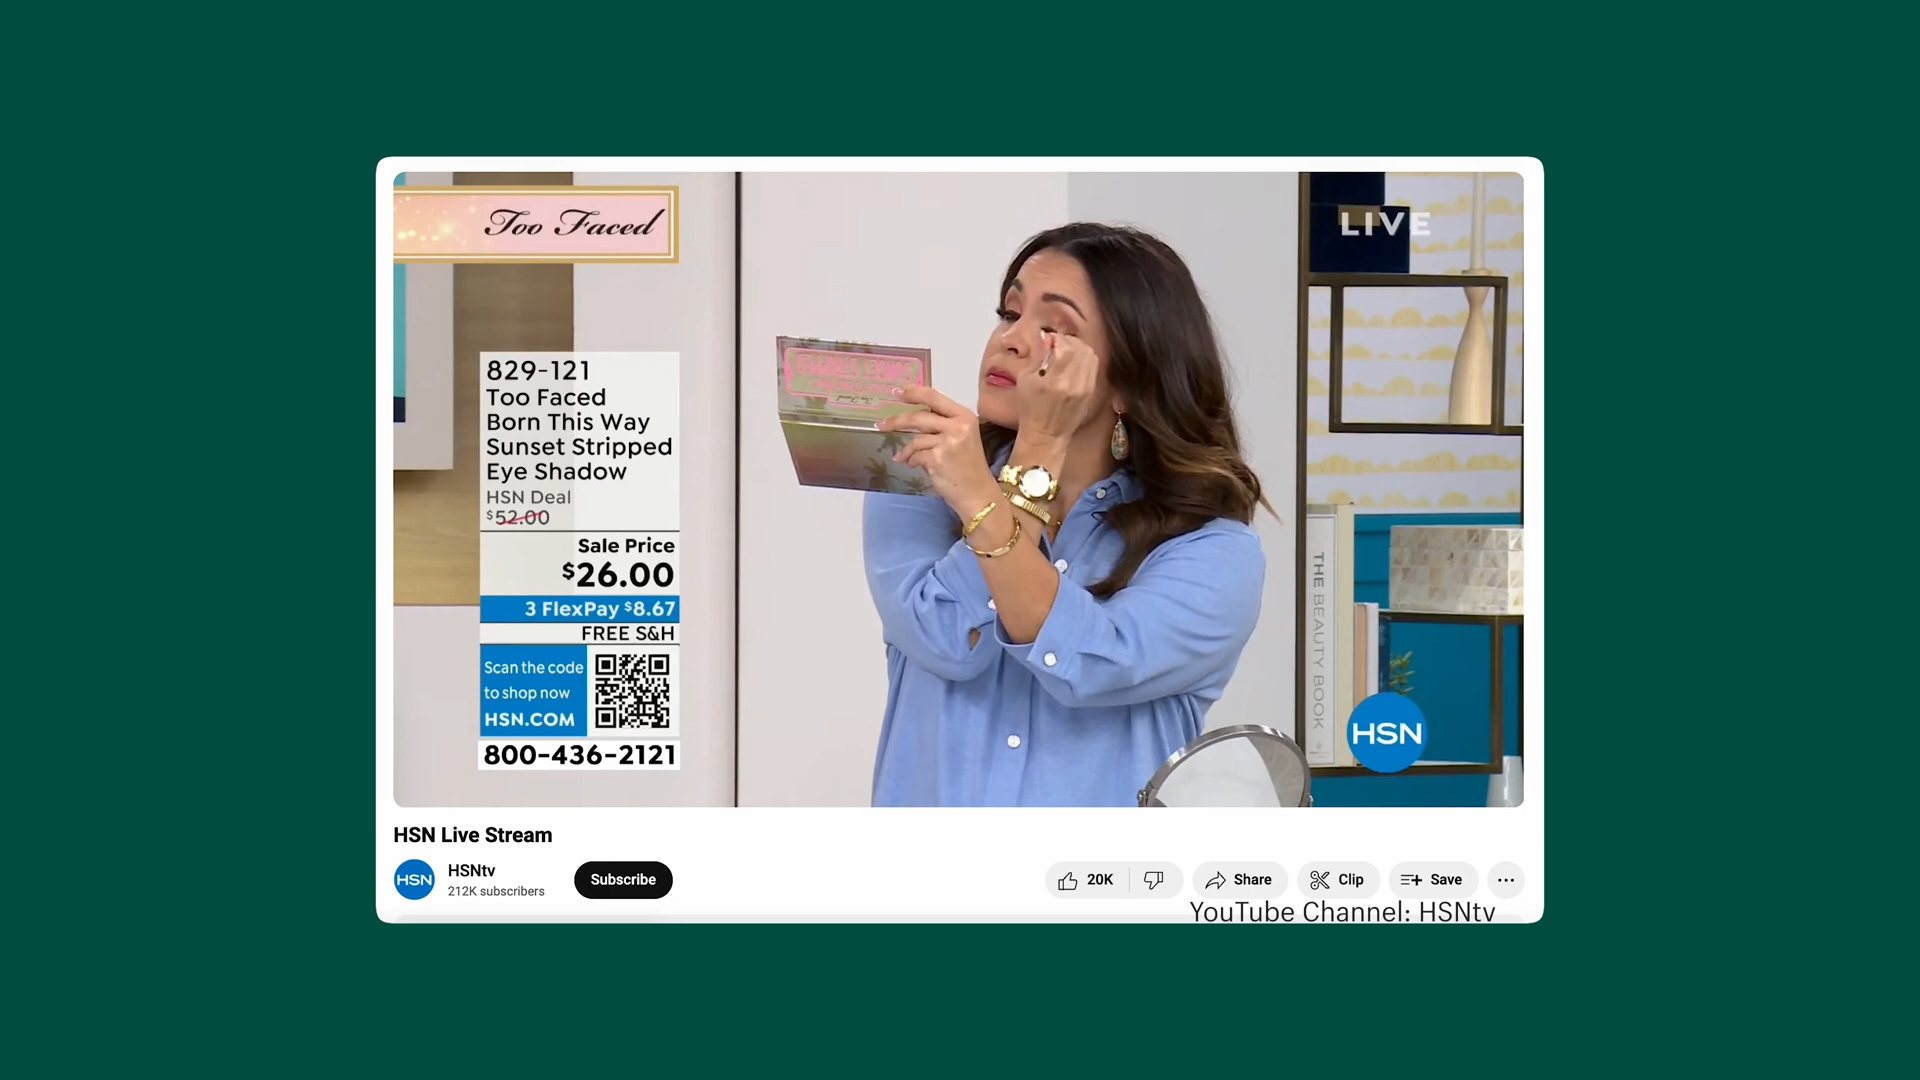 Too Faced
LIVE
829-121
Too Faced
Born This Way
Sunset Stripped
Eye Shadow
HSN Deal
$52.00
Sale Price
$26.00
3 FlexPay $8.67
FREE S&H
Scan the code
to shop now
HSN.COM
800-436-2121
THE BEAUTY BOOK
HSN
HSN Live Stream
HSN
HSNtv
212K subscribers
Subscribe
20K
Share
Clip
Save
YouTube Channel: HSNtv